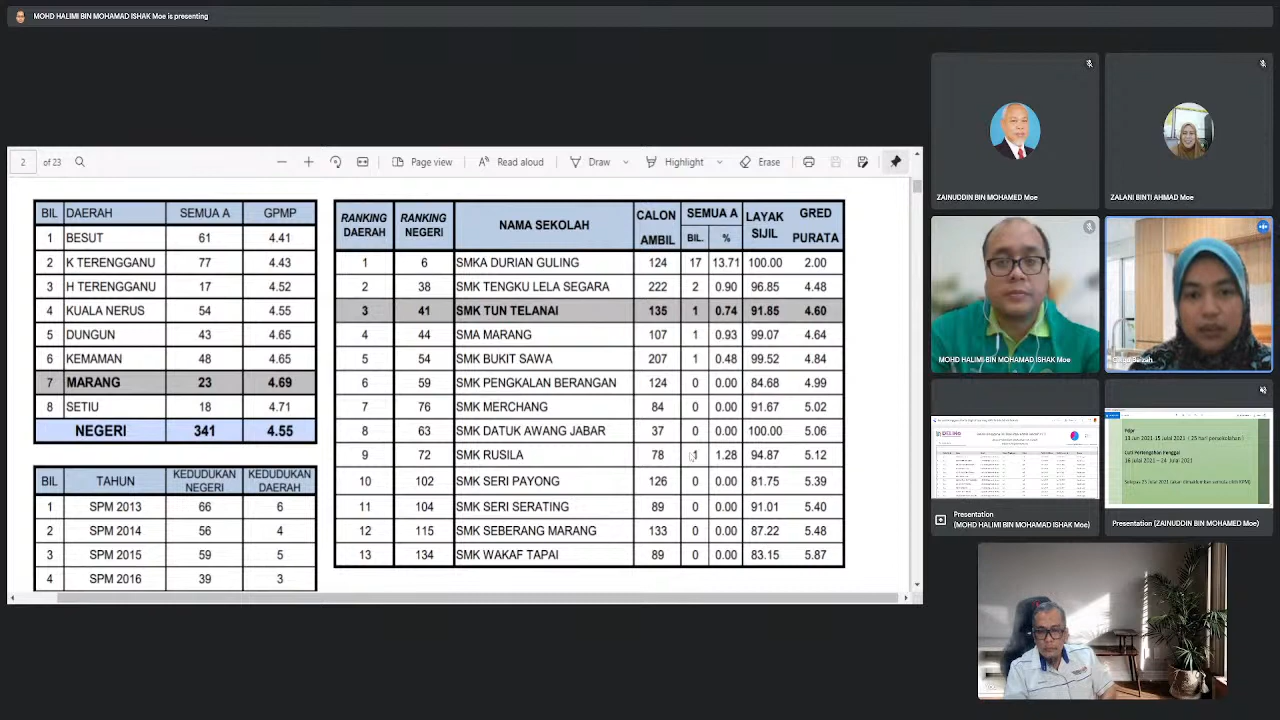 MOHD HALIMI BIN MOHAMAD ISHAK Moe is presenting
2 of 23 Page view Read aloud Draw Highlight Erase
BIL DAERAH SEMUA A GPMP
1 BESUT 61 4.41
2 K TERENGGANU 77 4.43
3 H TERENGGANU 17 4.52
4 KUALA NERUS 54 4.55
5 DUNGUN 43 4.65
6 KEMAMAN 48 4.65
7 MARANG 23 4.69
8 SETIU 18 4.71
NEGERI 341 4.55
BIL TAHUN KEDUDUKAN NEGERI KEDUDUKAN DAERAH
1 SPM 2013 66 6
2 SPM 2014 56 4
3 SPM 2015 59 5
4 SPM 2016 39 3
RANKING DAERAH RANKING NEGERI NAMA SEKOLAH CALON AMBIL SEMUA A BIL. % LAYAK SIJIL GRED PURATA
1 6 SMKA DURIAN GULING 124 17 13.71 100.00 2.00
2 38 SMK TENGKU LELA SEGARA 222 2 0.90 96.85 4.48
3 41 SMK TUN TELANAI 135 1 0.74 91.85 4.60
4 44 SMA MARANG 107 1 0.93 99.07 4.64
5 54 SMK BUKIT SAWA 207 1 0.48 99.52 4.84
6 59 SMK PENGKALAN BERANGAN 124 0 0.00 84.68 4.99
7 76 SMK MERCHANG 84 0 0.00 91.67 5.02
8 63 SMK DATUK AWANG JABAR 37 0 0.00 100.00 5.09
9 72 SMK RUSILA 78 1 1.28 94.87 5.12
10 102 SMK SERI PAYONG 126 0 0.00 81.75 5.39
11 104 SMK SERI SERATING 89 0 0.00 91.01 5.40
12 115 SMK SEBERANG MARANG 133 0 0.00 87.22 5.48
13 134 SMK WAKAF TAPAI 89 0 0.00 83.15 5.87
ZAINUDDIN BIN MOHAMED Moe
ZALANI BINTI AHMAD Moe
MOHD HALIMI BIN MOHAMAD ISHAK Moe
Presentation
(MOHD HALIMI BIN MOHAMAD ISHAK Moe)
Cuti Pertengahan Penggal
16 Julai 2021 - 24 Julai 2021
Presentation (ZAINUDDIN BIN MOHAMED Moe)